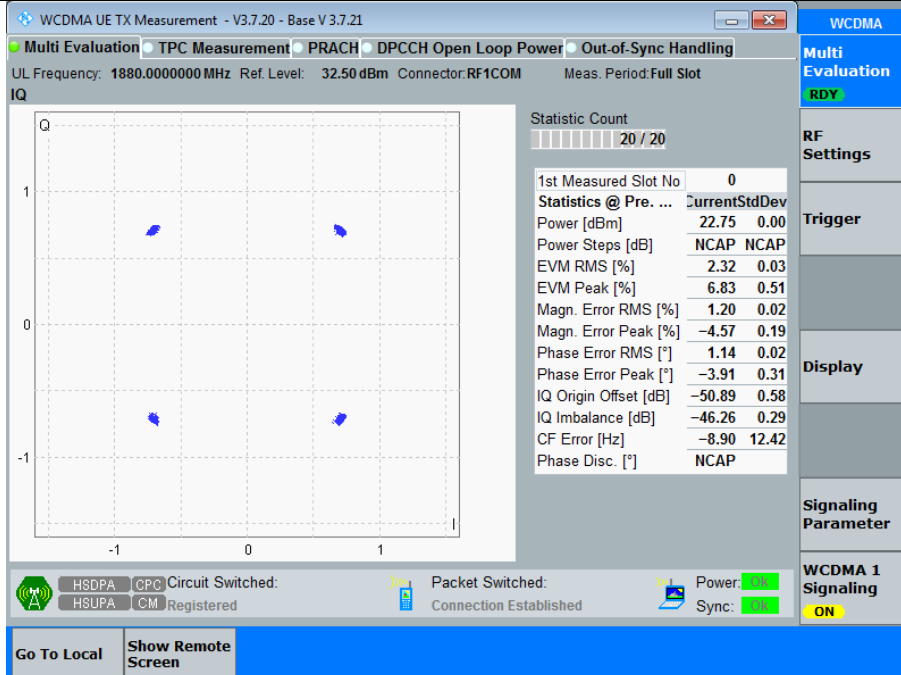 WCDMA UE TX Measurement - V3.7.20 - Base V 3.7.21
WCDMA
Multi Evaluation TPC Measurement PRACH DPCCH Open Loop Power Out-of-Sync Handling
UL Frequency: 1880.0000000 MHz Ref. Level: 32.50 dBm Connector:RF1COM Meas. Period:Full Slot
IQ
Q
1
0
-1
-1 0 1
I
Statistic Count
20 / 20
1st Measured Slot No 0
Statistics @ Pre. ... Current StdDev
Power [dBm] 22.75 0.00
Power Steps [dB] NCAP NCAP
EVM RMS [%] 2.32 0.03
EVM Peak [%] 6.83 0.51
Magn. Error RMS [%] 1.20 0.02
Magn. Error Peak [%] −4.57 0.19
Phase Error RMS [°] 1.14 0.02
Phase Error Peak [°] −3.91 0.31
IQ Origin Offset [dB] −50.89 0.58
IQ Imbalance [dB] −46.26 0.29
CF Error [Hz] −8.90 12.42
Phase Disc. [°] NCAP
Multi
Evaluation
RDY
RF
Settings
Trigger
Display
Signaling
Parameter
WCDMA 1
Signaling
ON
HSDPA CPC Circuit Switched: Packet Switched: Power: Ok
HSUPA CM Registered Connection Established Sync: Ok
Go To Local
Show Remote
Screen